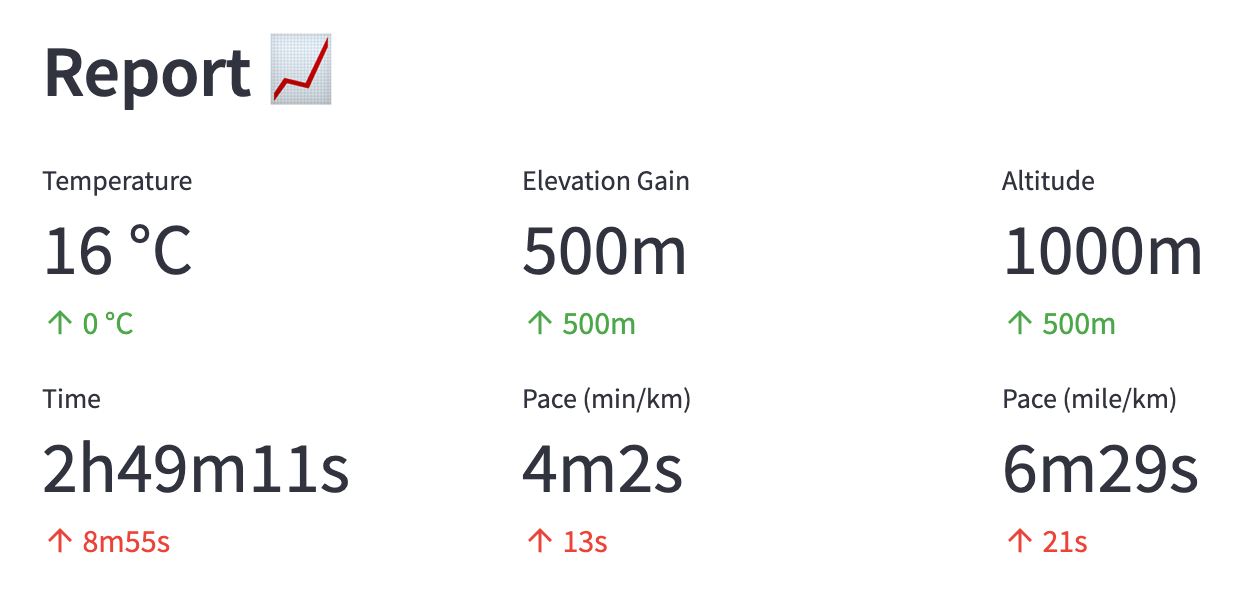 Report 📈
Temperature
Elevation Gain
Altitude
16 °C
500m
1000m
↑ 0 °C
↑ 500m
↑ 500m
Time
Pace (min/km)
Pace (mile/km)
2h49m11s
4m2s
6m29s
↑ 8m55s
↑ 13s
↑ 21s